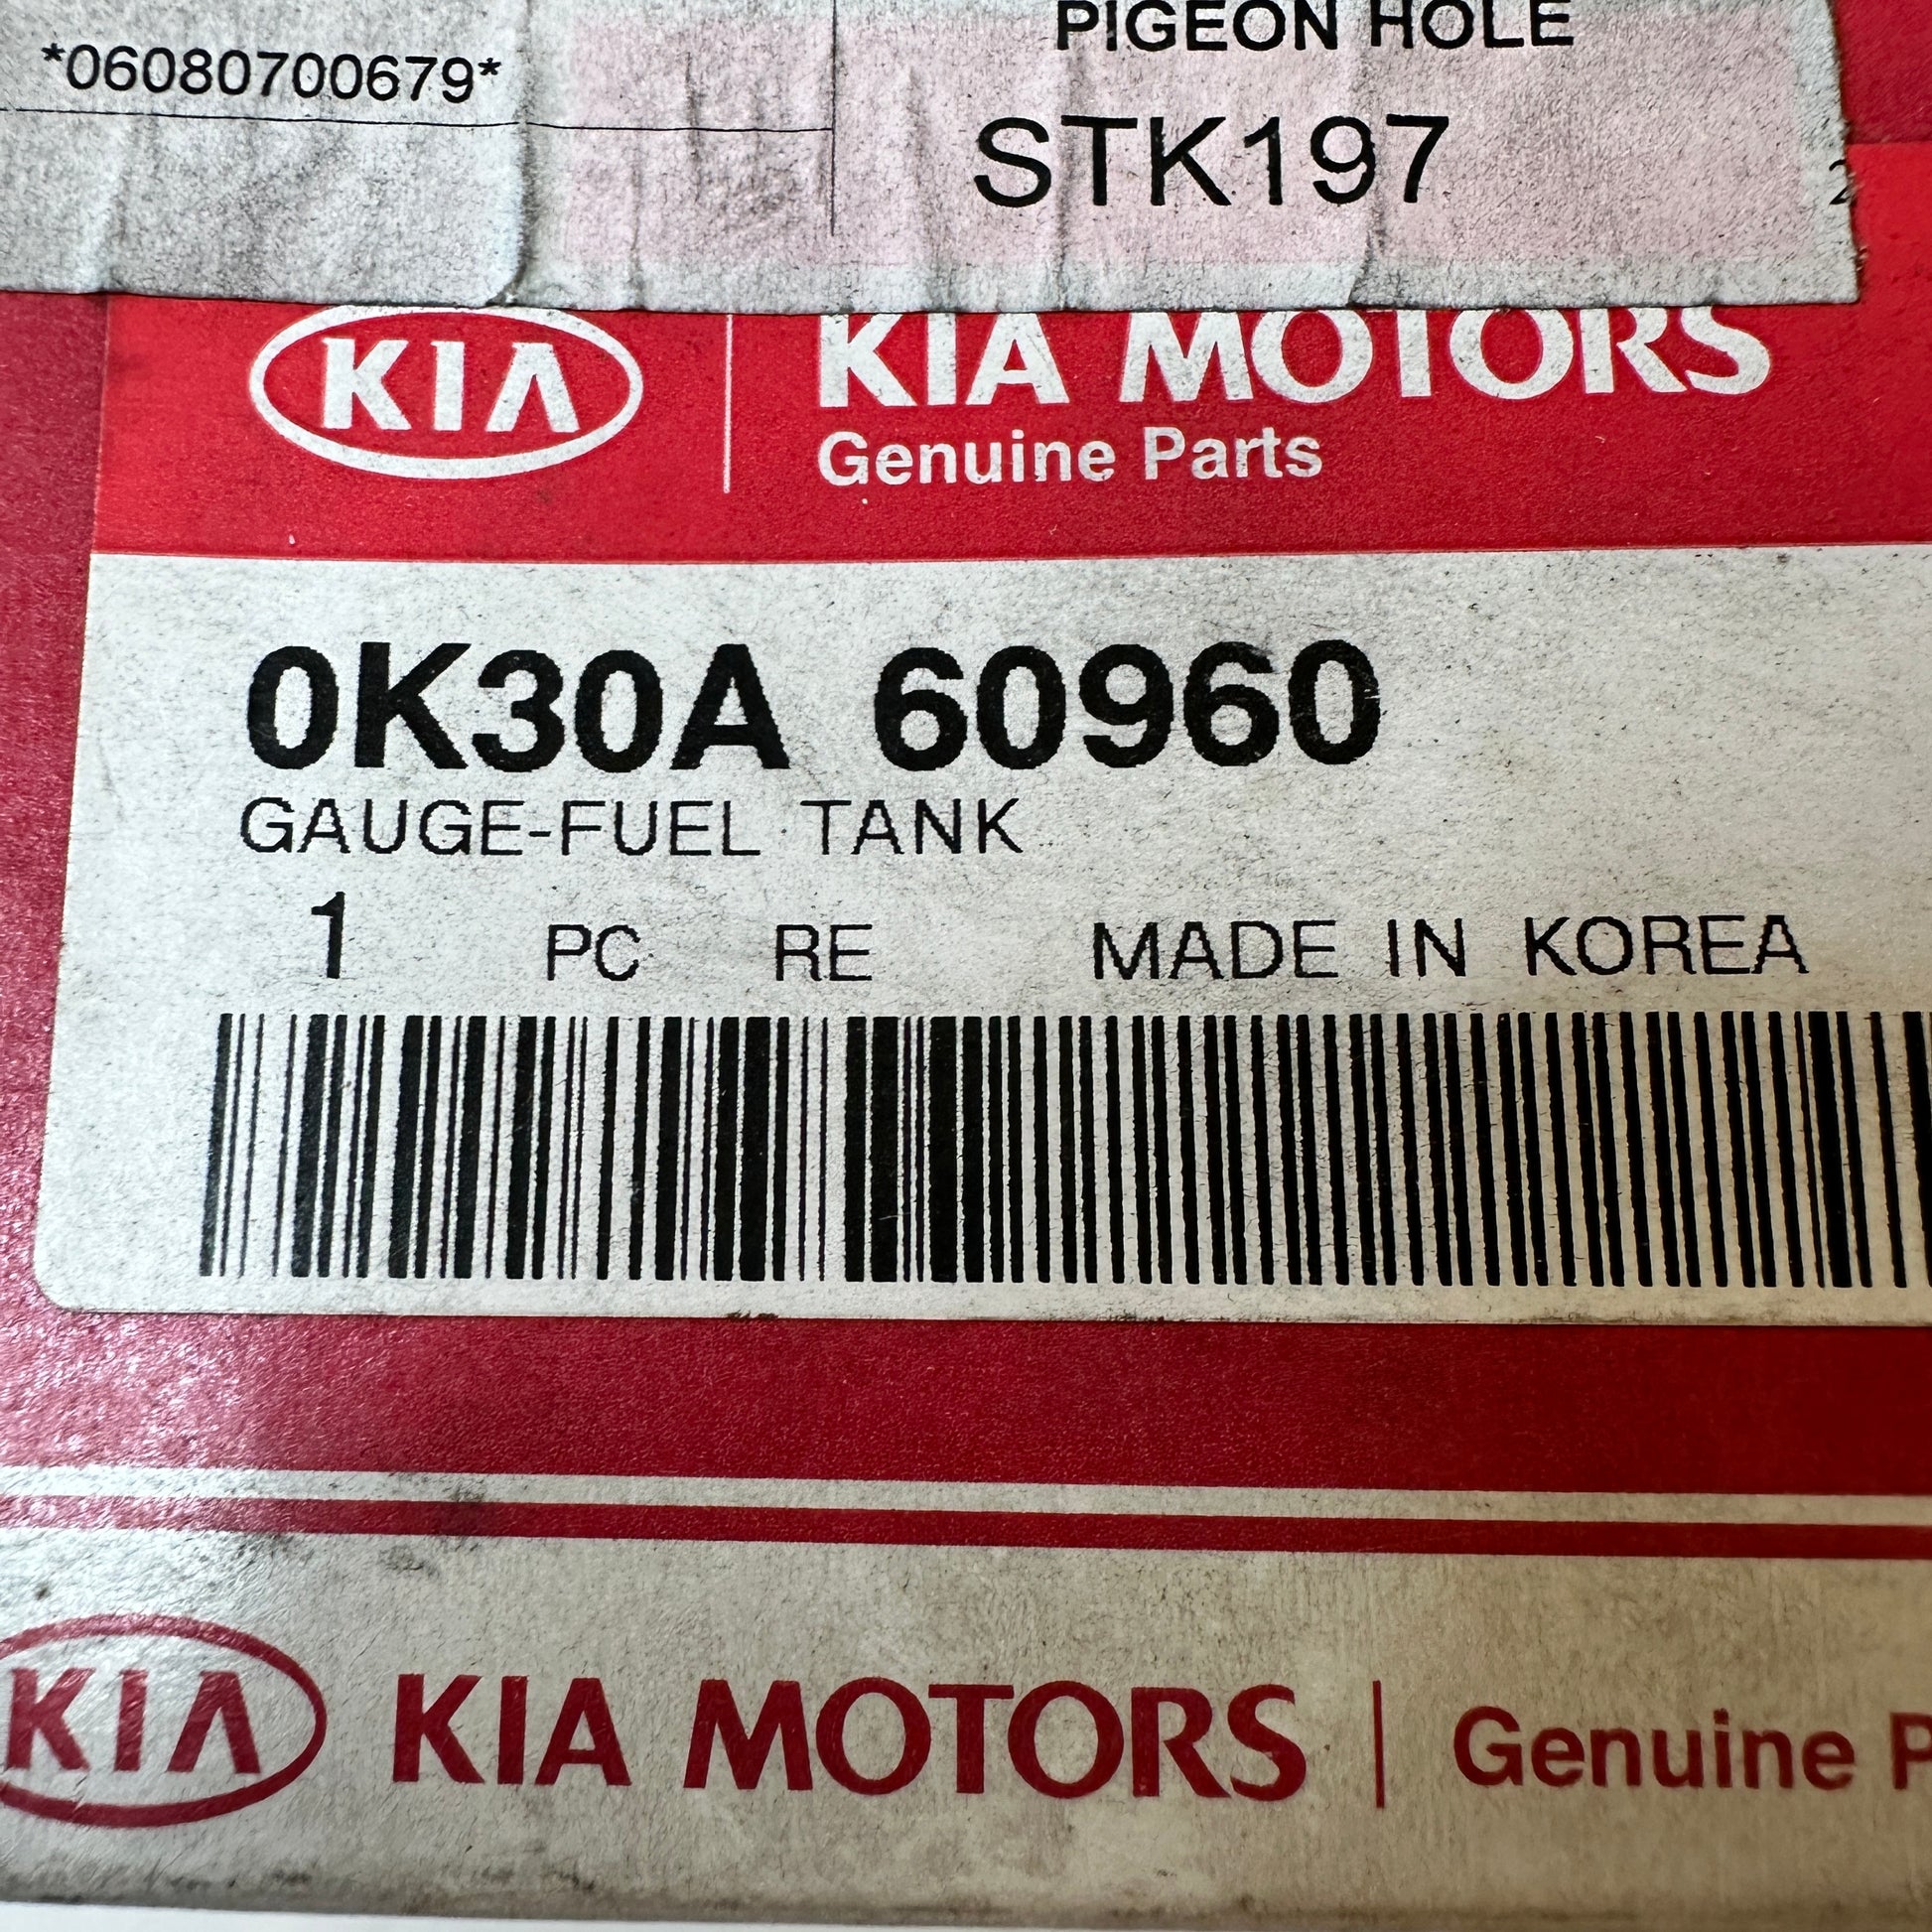 PIGEON HOLE
*06080700679*
STK197
2
KIA
KIA MOTORS
Genuine Parts
0K30A 60960
GAUGE-FUEL TANK
1 PC RE MADE IN KOREA
KIA KIA MOTORS Genuine P